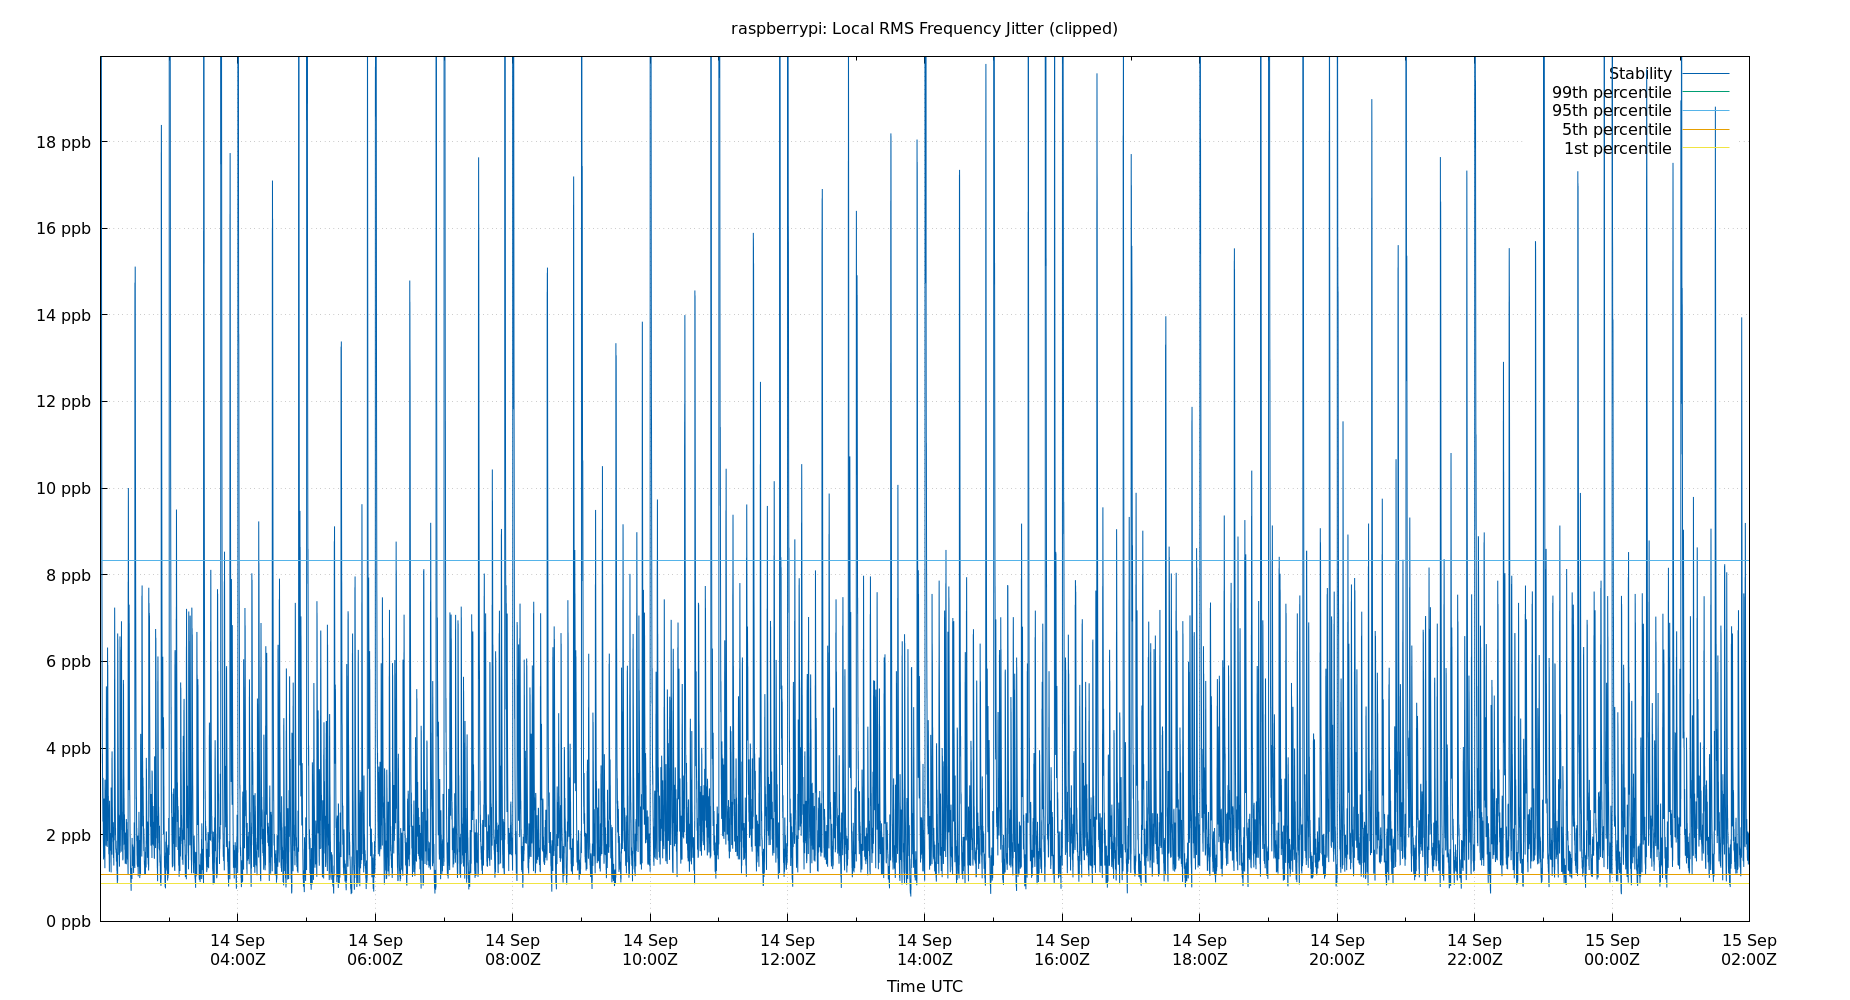 raspberrypi: Local RMS Frequency Jitter (clipped)
Stability
99th percentile
95th percentile
5th percentile
1st percentile
18 ppb
16 ppb
14 ppb
12 ppb
10 ppb
8 ppb
6 ppb
4 ppb
2 ppb
0 ppb
14 Sep 14 Sep 14 Sep 14 Sep 14 Sep 14 Sep 14 Sep 14 Sep 14 Sep 14 Sep 15 Sep 15 Sep
04:00Z 06:00Z 08:00Z 10:00Z 12:00Z 14:00Z 16:00Z 18:00Z 20:00Z 22:00Z 00:00Z 02:00Z
Time UTC